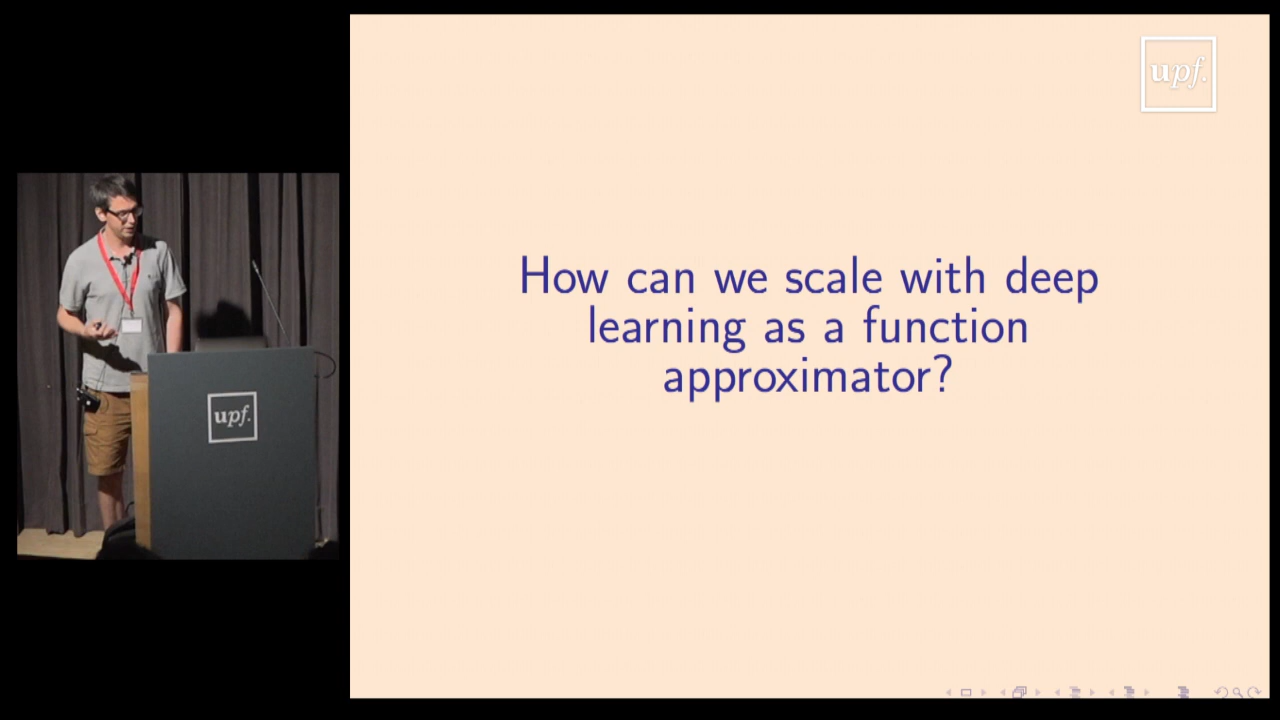 upf.
How can we scale with deep
learning as a function
approximator?
upf.